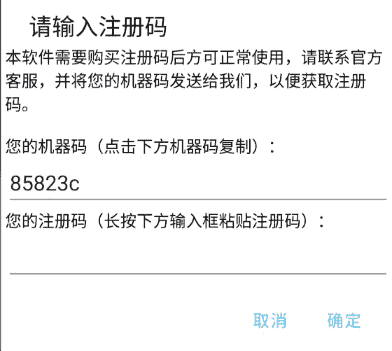 请输入注册码
本软件需要购买注册码后方可正常使用，请联系官方
客服，并将您的机器码发送给我们，以便获取注册
码。
您的机器码（点击下方机器码复制）：
85823c
您的注册码（长按下方输入框粘贴注册码）：
取消 确定